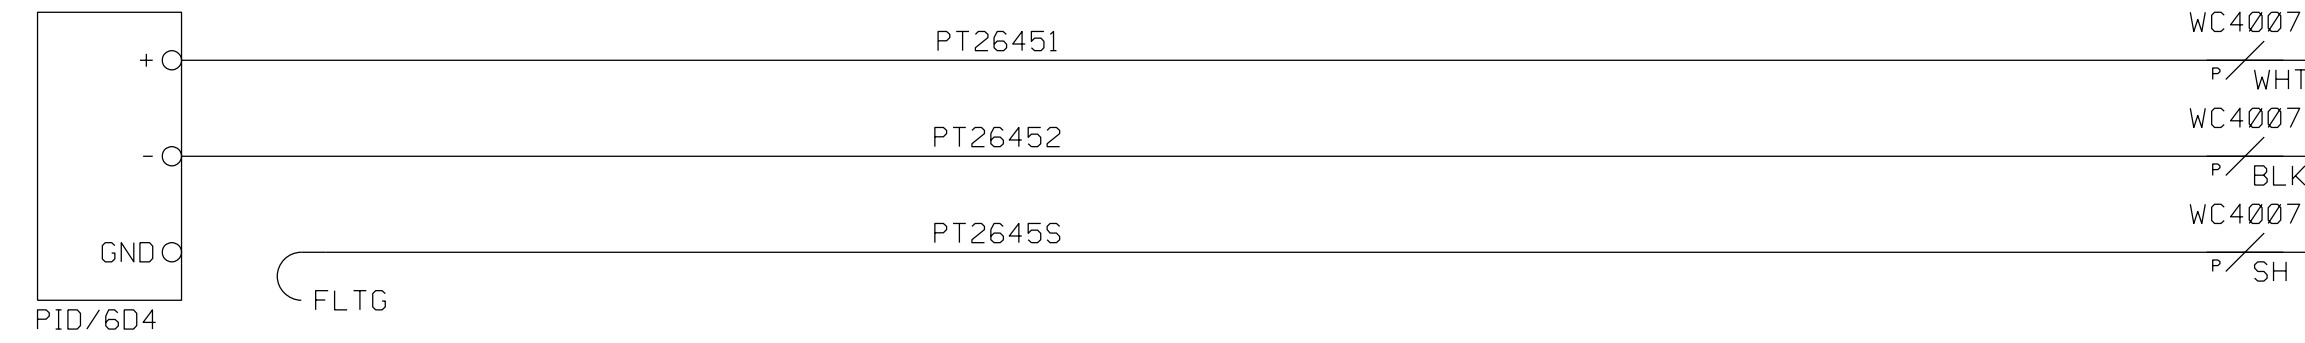 WC4007
PT26451
+
P
WHT
WC4007
PT26452
-
P
BLK
WC4007
PT2645S
GND
P
SH
FLTG
PID/6D4